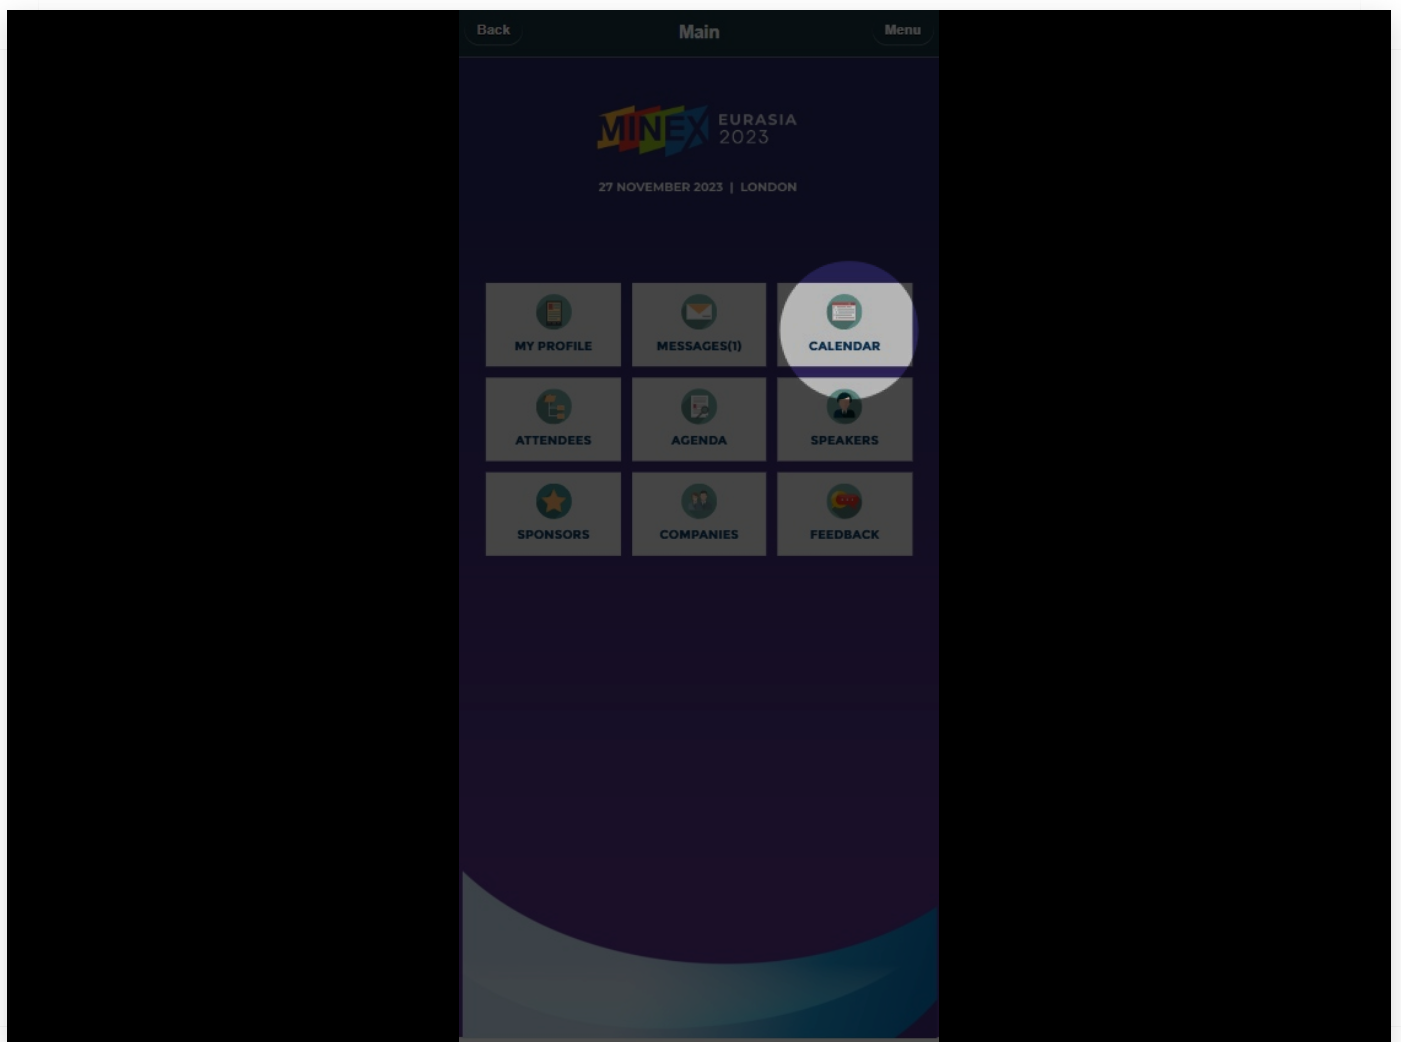 Back
Main
Menu
MINEX EURASIA
2023
27 NOVEMBER 2023 | LONDON
MY PROFILE
MESSAGES(1)
CALENDAR
ATTENDEES
AGENDA
SPEAKERS
SPONSORS
COMPANIES
FEEDBACK